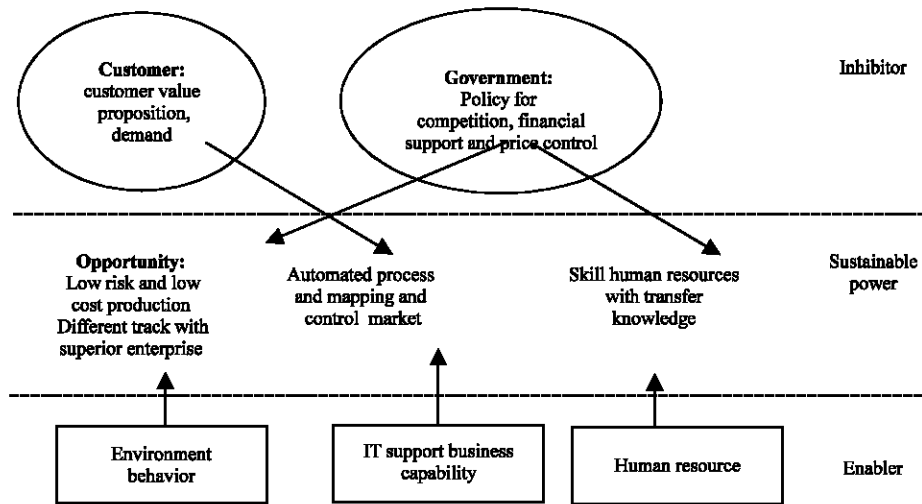 Customer:
customer value
proposition,
demand
Government:
Policy for
competition, financial
support and price control
Inhibitor
Opportunity:
Low risk and low
cost production
Different track with
superior enterprise
Automated process
and mapping and
control market
Skill human resources
with transfer
knowledge
Sustainable
power
Environment
behavior
IT support business
capability
Human resource
Enabler